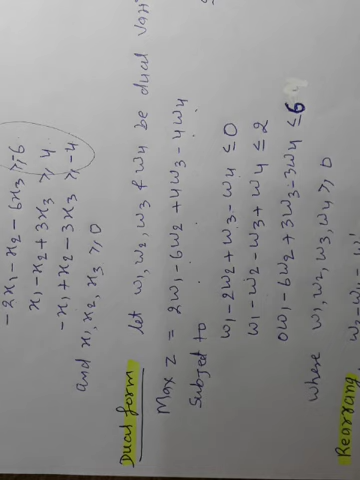 -2x₁-x₂-6x₃ ≥-6
x₁-x₂+3x₃ ≥ 4
-x₁+x₂-3x₃ ≥ -4
and x₁, x₂, x₃ ≥ 0
Dual form let w₁, w₂, w₃ & w₄ be dual vari
Max Z = 2w₁-6w₂+4w₃-4w₄
Subject to
w₁-2w₂+w₃-w₄ ≤ 0
w₁-w₂-w₃+w₄ ≤ 2
0w₁-6w₂+3w₃-3w₄ ≤ 6
where w₁, w₂, w₃, w₄ ≥ 0
Rearrang